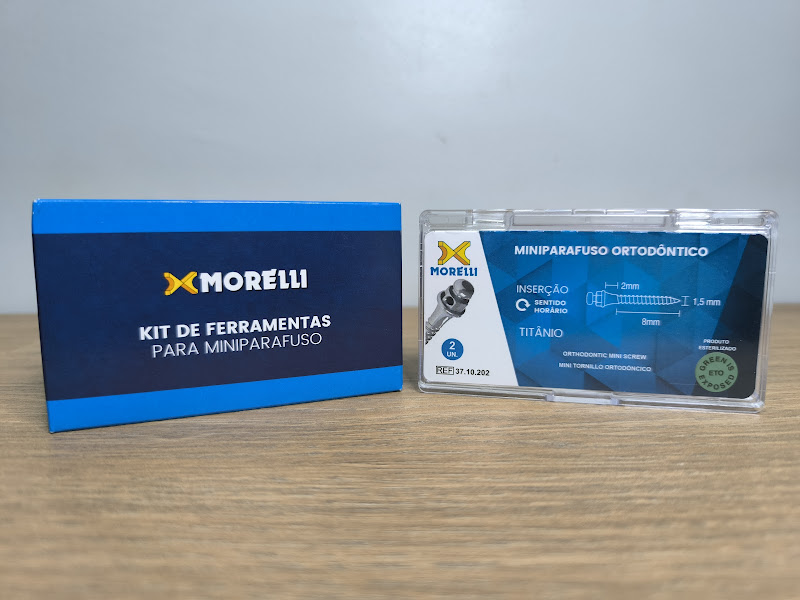 MORELLI
KIT DE FERRAMENTAS
PARA MINIPARAFUSO
MORELLI
MINIPARAFUSO ORTODÔNTICO
INSERÇÃO
SENTIDO
HORÁRIO
TITÂNIO
2mm
1,5 mm
8mm
2
UN.
REF 37.10.202
ORTHODONTIC MINI SCREW
MINI TORNILLO ORTODONCICO
PRODUTO
ESTERILIZADO
GREEN IS
ETO
EXPOSED